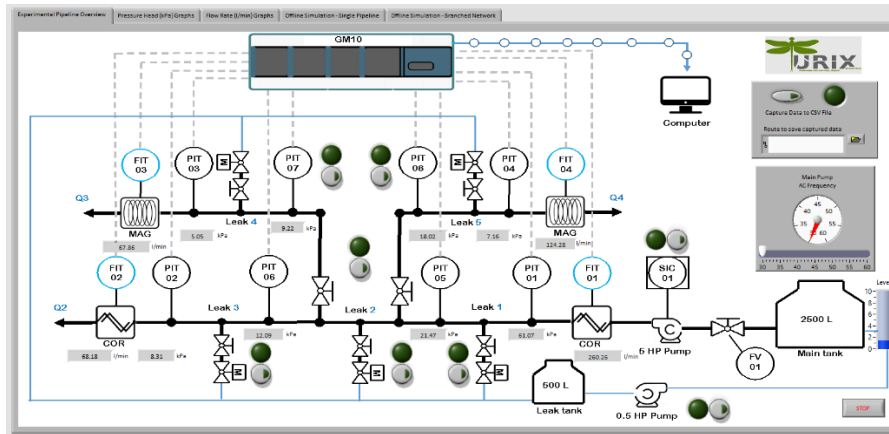 Experimental Pipeline Overview
Pressure Head (kPa) Graphs
Flow Rate (l/min) Graphs
Offline Simulation - Single Pipeline
Offline Simulation - Branched Network
GM10
TURIX
Computer
Capture Data to CSV File
Route to save captured data
FIT 03
PIT 03
PIT 07
PIT 08
PIT 04
FIT 04
M
M
Main Pump
AC Frequency
45
40
50
35
55
30
60
Q3
Q4
MAG
Leak 4
Leak 5
MAG
67.86 l/min
5.05 kPa
9.22 kPa
18.02 kPa
7.16 kPa
124.28 l/min
30 35 40 45 50 55 60
FIT 02
PIT 02
PIT 06
PIT 05
PIT 01
FIT 01
SIC 01
Level
10
8
6
4
2
0
2500 L
Main tank
Q2
COR
Leak 3
Leak 2
Leak 1
COR
C
5 HP Pump
FV 01
68.18 l/min
8.31 kPa
12.09 kPa
21.47 kPa
61.07 kPa
260.26 l/min
M
M
M
500 L
Leak tank
C
0.5 HP Pump
STOP